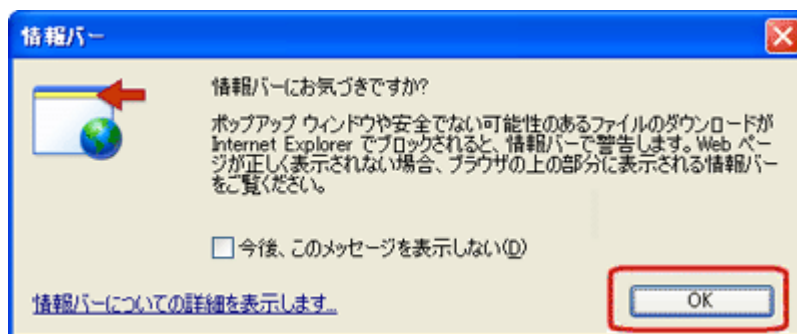 情報バー
情報バーにお気づきですか?
ポップアップ ウィンドウや安全でない可能性のあるファイルのダウンロードが
Internet Explorer でブロックされると、情報バーで警告します。Web ペー
ジが正しく表示されない場合、ブラウザの上の部分に表示される情報バー
をご覧ください。
今後、このメッセージを表示しない(D)
情報バーについての詳細を表示します...
OK